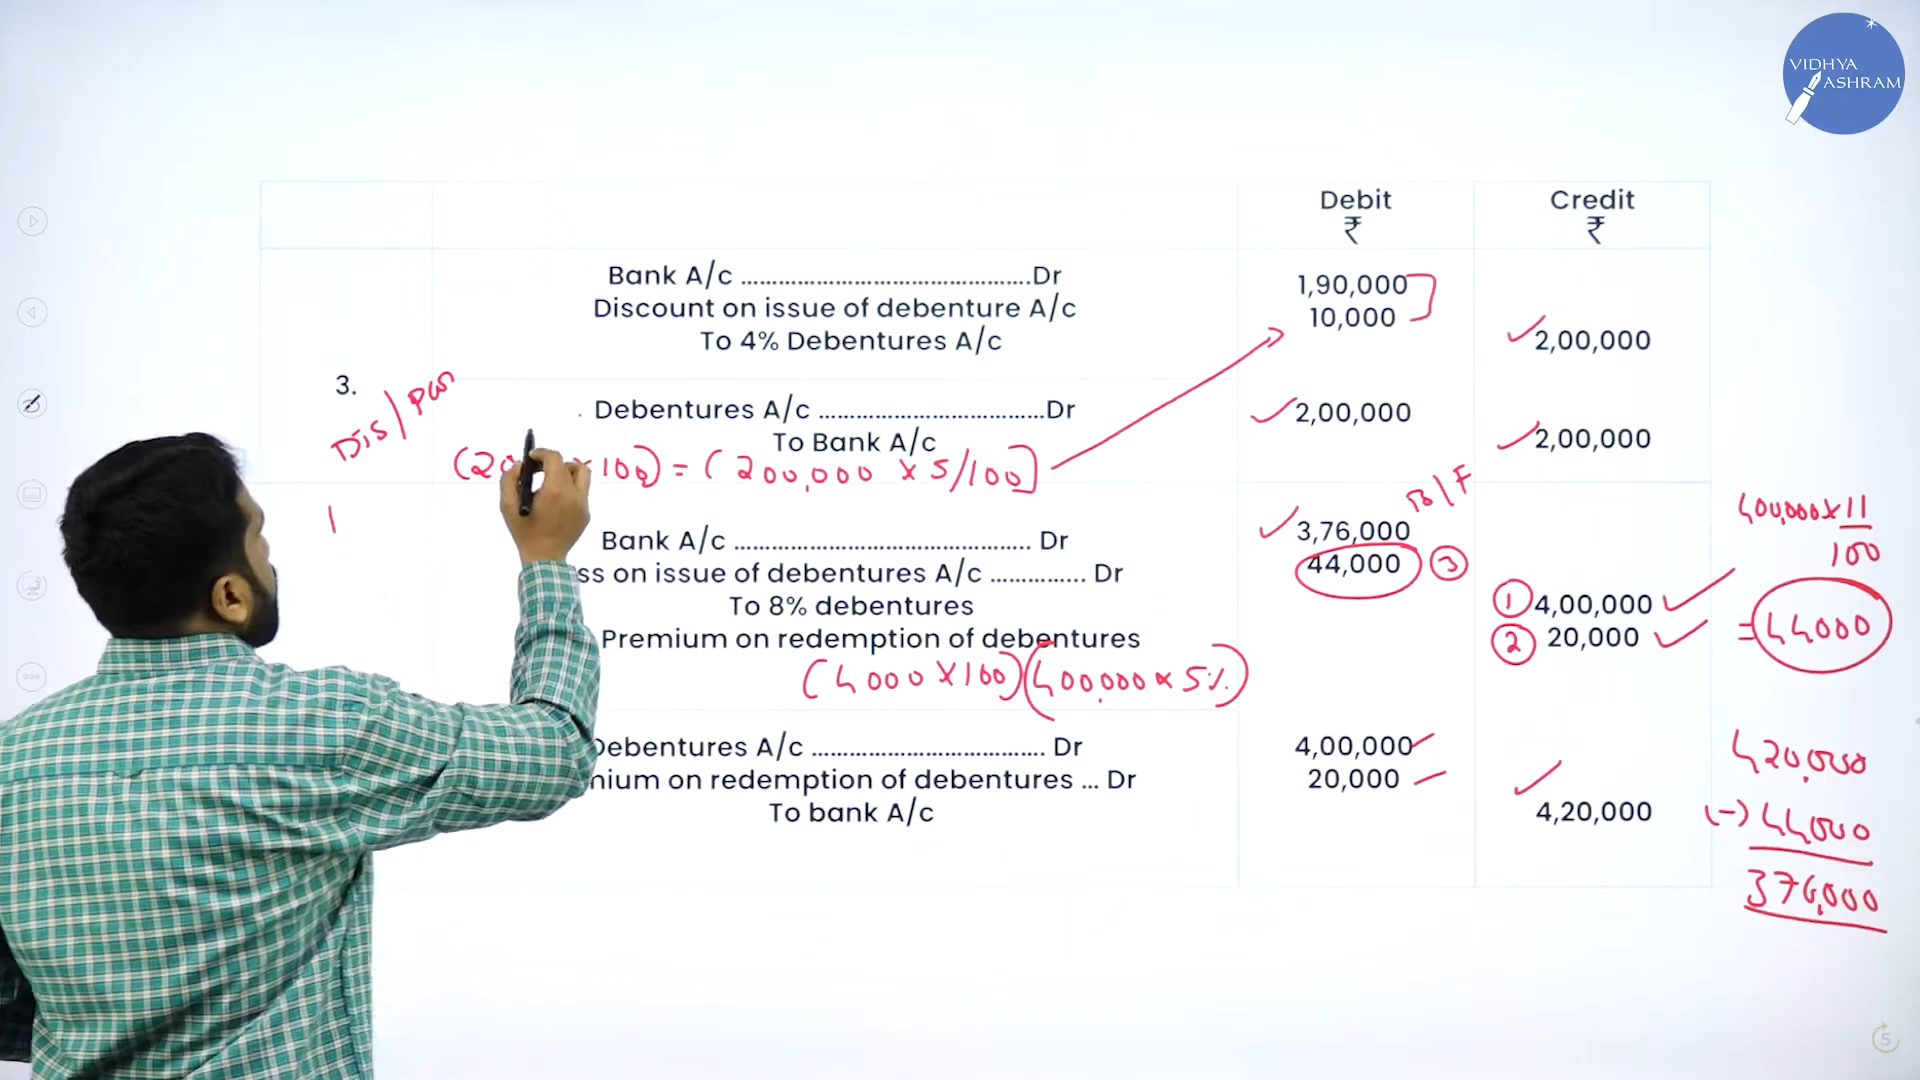 VIDHYA
ASHRAM
Debit Credit
₹ ₹
Bank A/c ........................................Dr 1,90,000
Discount on issue of debenture A/c 10,000
To 4% Debentures A/c 2,00,000
3.
Dis/
Debentures A/c ................................Dr 2,00,000
To Bank A/c 2,00,000
×100) = (200,000 × 5/100)
B/F
Bank A/c ......................................... Dr 3,76,000
ss on issue of debentures A/c ............... Dr 44,000 3
To 8% debentures 1 4,00,000
Premium on redemption of debentures 2 20,000
(4000×100)(400,000×5%)
400,000×11
100
=44000
Debentures A/c ................................. Dr 4,00,000
nium on redemption of debentures ... Dr 20,000
To bank A/c 4,20,000
420,000
(-) 44000
376,000
5